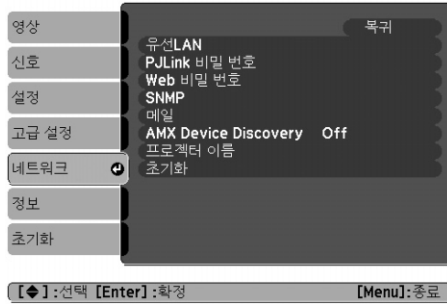 영상
신호
설정
고급 설정
네트워크
정보
초기화
복귀
유선LAN
PJLink 비밀 번호
Web 비밀 번호
SNMP
메일
AMX Device Discovery Off
프로젝터 이름
초기화
[◆]:선택 [Enter]:확정 [Menu]:종료